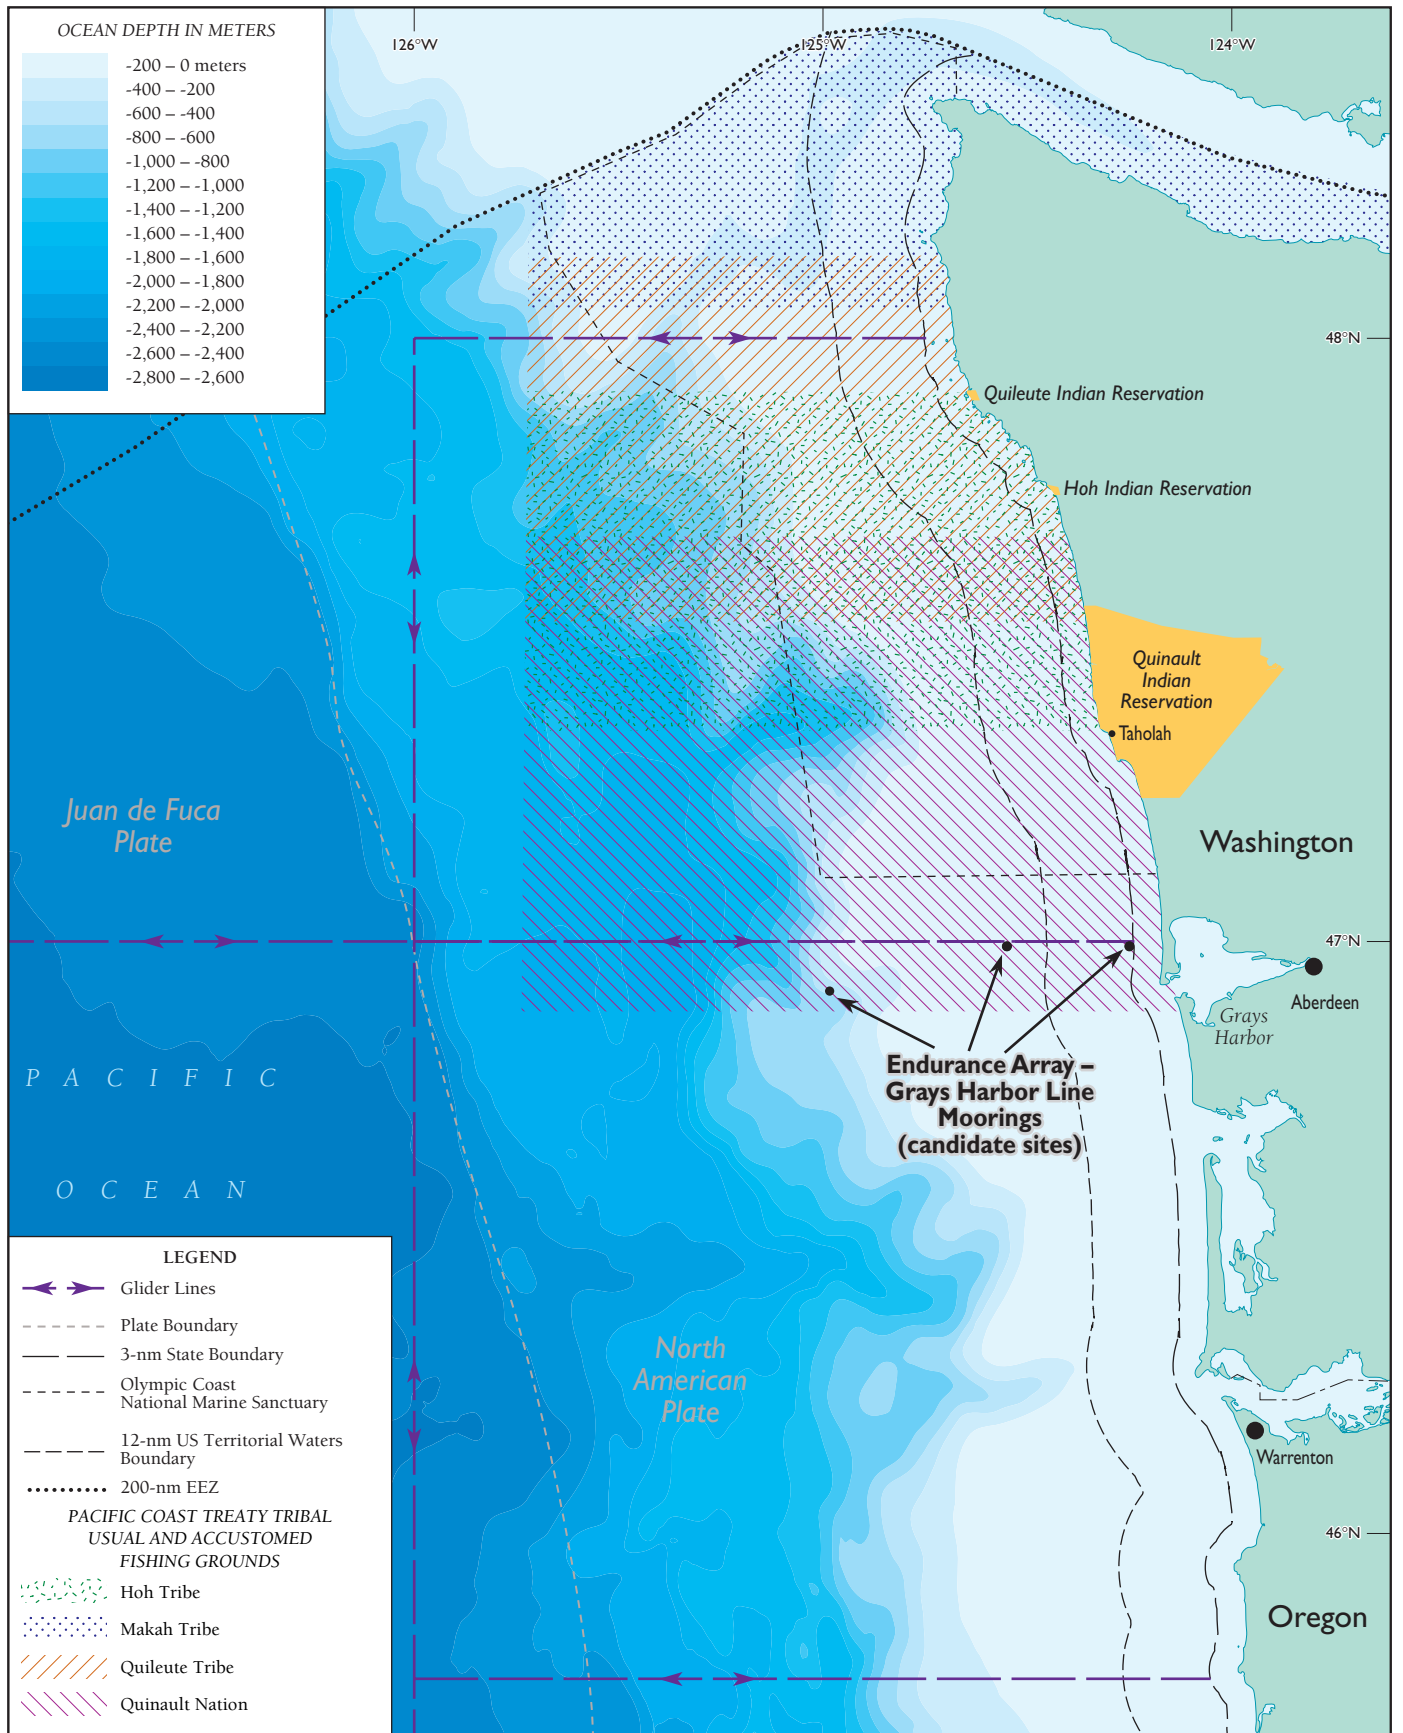 OCEAN DEPTH IN METERS
-200 – 0 meters
-400 – -200
-600 – -400
-800 – -600
-1,000 – -800
-1,200 – -1,000
-1,400 – -1,200
-1,600 – -1,400
-1,800 – -1,600
-2,000 – -1,800
-2,200 – -2,000
-2,400 – -2,200
-2,600 – -2,400
-2,800 – -2,600
126°W
125°W
124°W
48°N
Quileute Indian Reservation
Hoh Indian Reservation
Quinault
Indian
Reservation
Taholah
Juan de Fuca
Plate
Washington
47°N
Aberdeen
Grays
Harbor
Endurance Array –
Grays Harbor Line
Moorings
(candidate sites)
PACIFIC
OCEAN
North
American
Plate
Warrenton
46°N
Oregon
LEGEND
Glider Lines
Plate Boundary
3-nm State Boundary
Olympic Coast
National Marine Sanctuary
12-nm US Territorial Waters
Boundary
200-nm EEZ
PACIFIC COAST TREATY TRIBAL
USUAL AND ACCUSTOMED
FISHING GROUNDS
Hoh Tribe
Makah Tribe
Quileute Tribe
Quinault Nation